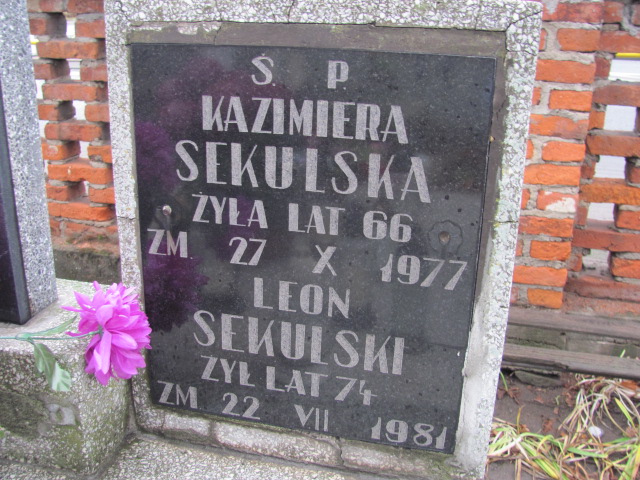 Ś. P
KAZIMIERA
SEKULSKA
ŻYŁA LAT 66
ZM. 27 X 1977
LEON
SEKULSKI
ŻYŁ LAT 74
ZM 22 VII 1981